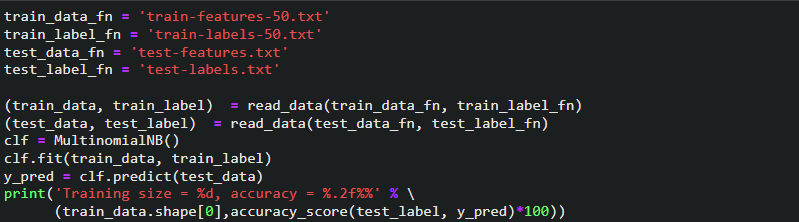 train_data_fn = 'train-features-50.txt'
train_label_fn = 'train-labels-50.txt'
test_data_fn = 'test-features.txt'
test_label_fn = 'test-labels.txt'

(train_data, train_label)  = read_data(train_data_fn, train_label_fn)
(test_data, test_label)  = read_data(test_data_fn, test_label_fn)
clf = MultinomialNB()
clf.fit(train_data, train_label)
y_pred = clf.predict(test_data)
print('Training size = %d, accuracy = %.2f%%' % \
      (train_data.shape[0],accuracy_score(test_label, y_pred)*100))